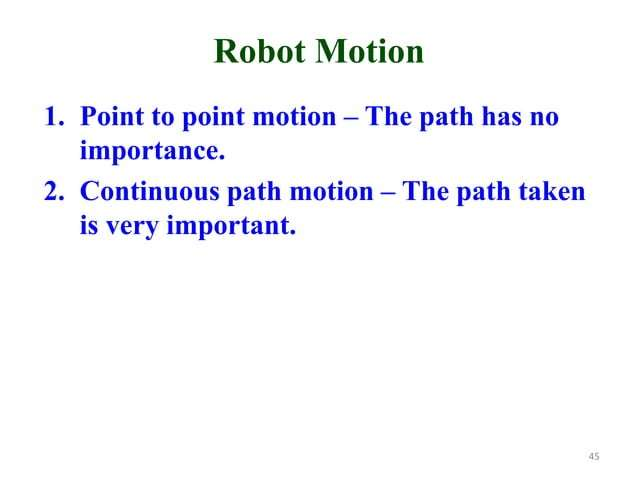 Robot Motion
1. Point to point motion – The path has no
importance.
2. Continuous path motion – The path taken
is very important.
45